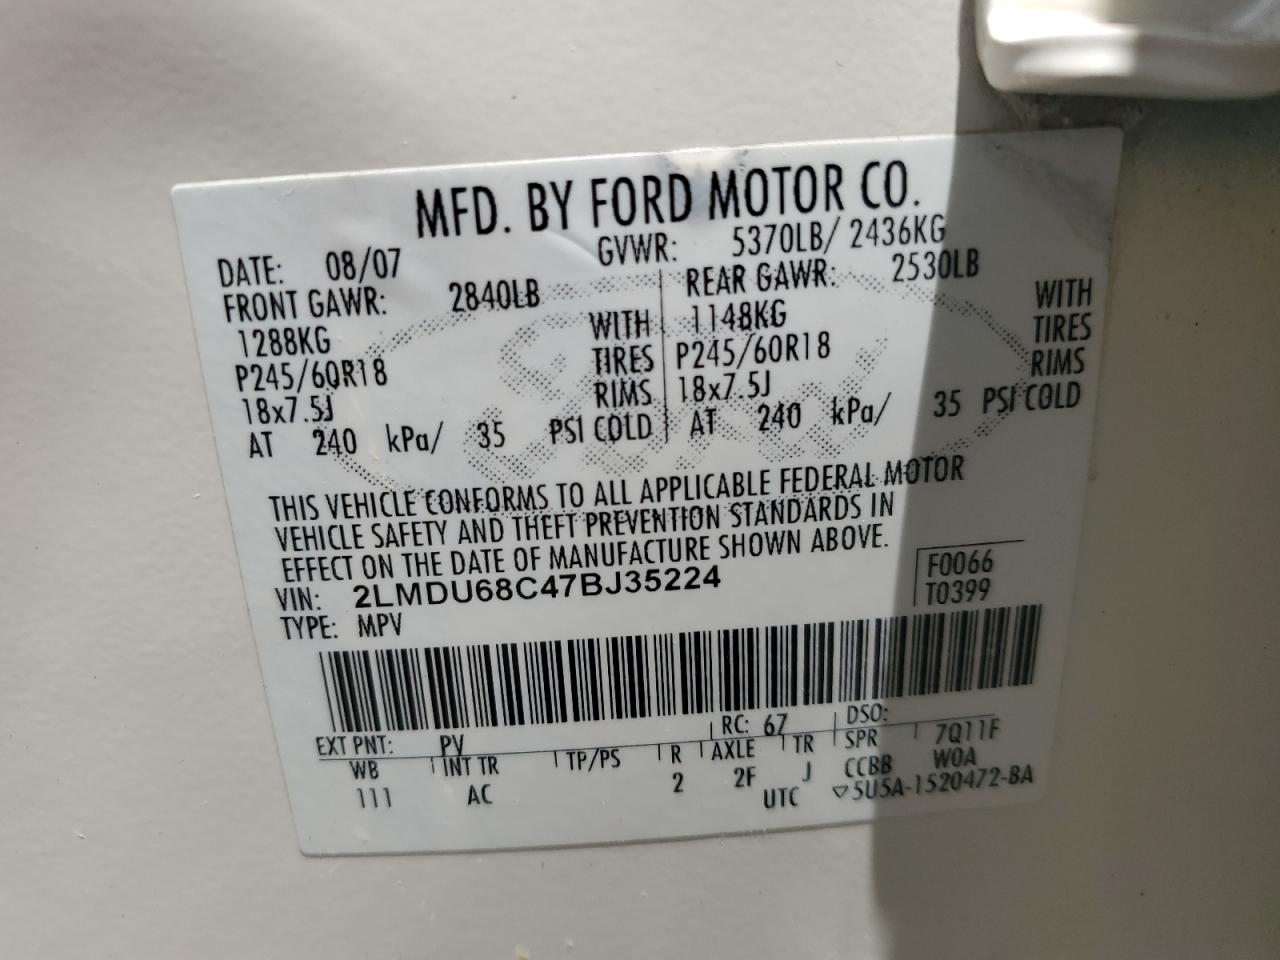 MFD. BY FORD MOTOR CO.
DATE: 08/07 GVWR: 5370LB/ 2436KG
FRONT GAWR: 2840LB REAR GAWR: 2530LB
1288KG WITH 1148KG WITH
P245/60R18 TIRES P245/60R18 TIRES
18x7.5J RIMS 18x7.5J RIMS
AT 240 kPa/ 35 PSI COLD AT 240 kPa/ 35 PSI COLD
THIS VEHICLE CONFORMS TO ALL APPLICABLE FEDERAL MOTOR
VEHICLE SAFETY AND THEFT PREVENTION STANDARDS IN
EFFECT ON THE DATE OF MANUFACTURE SHOWN ABOVE.
VIN: 2LMDU68C47BJ35224 F0066
TYPE: MPV T0399
EXT PNT: PV RC: 67 DSO:
WB INT TR TP/PS R AXLE TR SPR 7Q11F
111 AC 2 2F J CCBB W0A
UTC ▽5U5A-1520472-BA